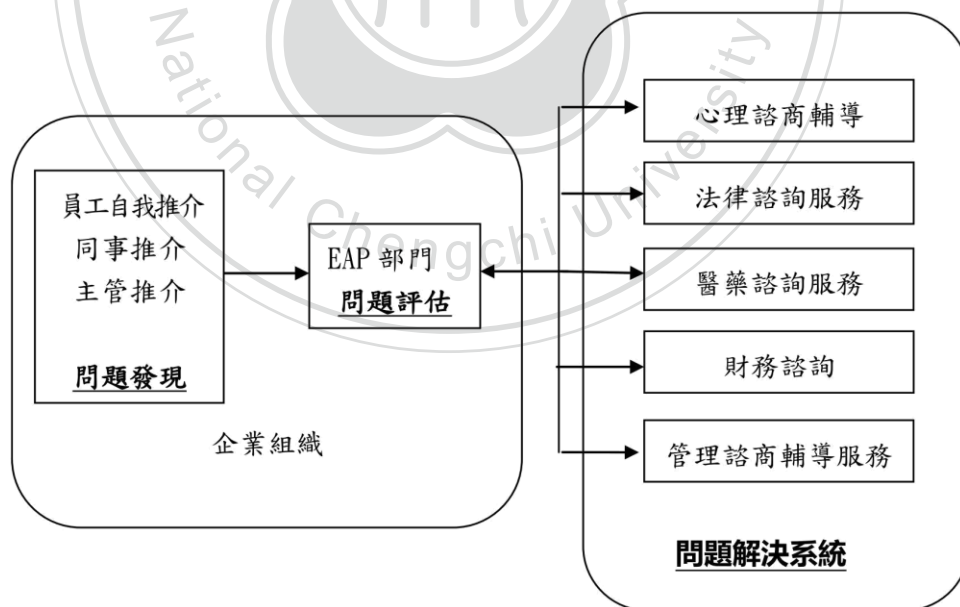 National Chengchi University
員工自我推介
同事推介
主管推介
問題發現
EAP 部門
問題評估
企業組織
心理諮商輔導
法律諮詢服務
醫藥諮詢服務
財務諮詢
管理諮商輔導服務
問題解決系統